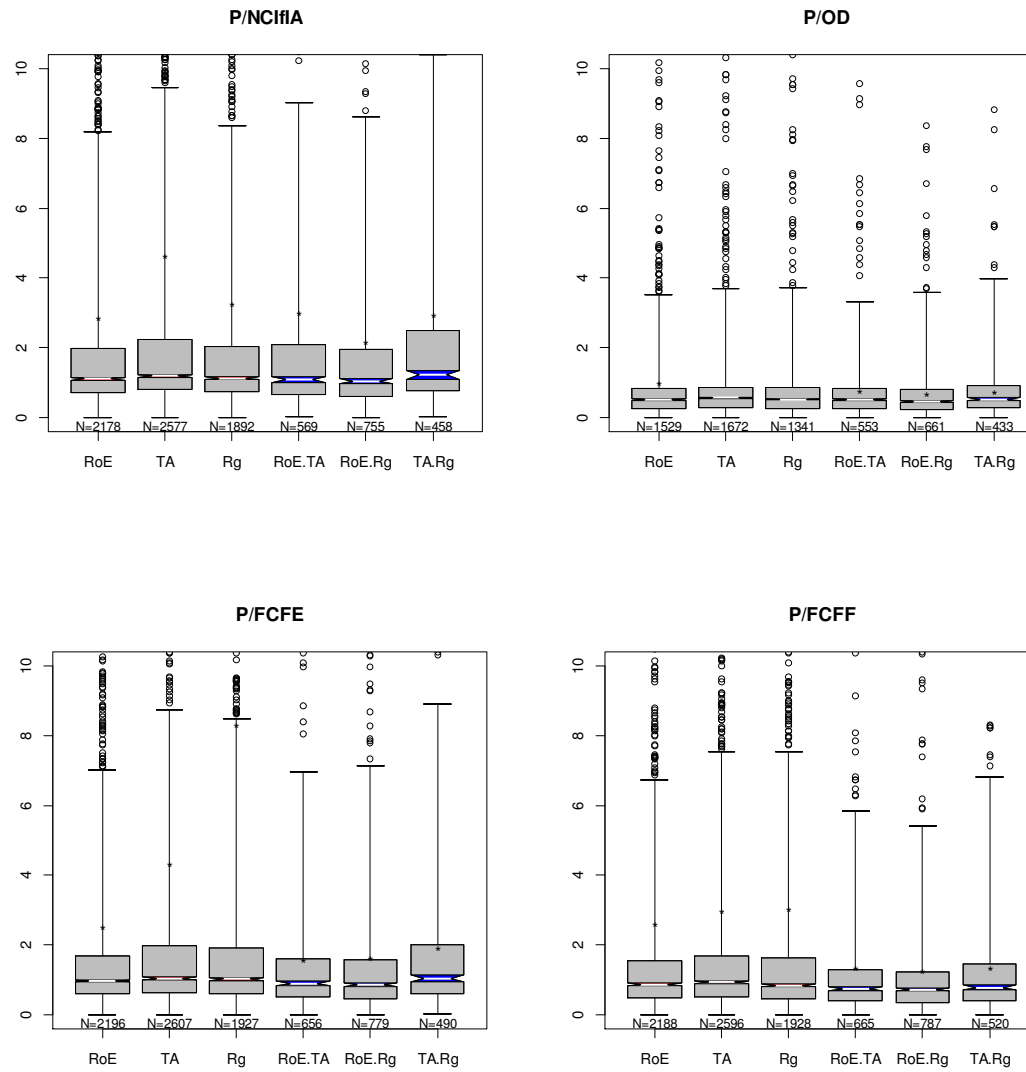 P/NCIfIA
10
8
6
4
2
0
N=2178 N=2577 N=1892 N=569 N=755 N=458
RoE TA Rg RoE.TA RoE.Rg TA.Rg
P/OD
10
8
6
4
2
0
N=1529 N=1672 N=1341 N=553 N=661 N=433
RoE TA Rg RoE.TA RoE.Rg TA.Rg
P/FCFE
10
8
6
4
2
0
N=2196 N=2607 N=1927 N=656 N=779 N=490
RoE TA Rg RoE.TA RoE.Rg TA.Rg
P/FCFF
10
8
6
4
2
0
N=2188 N=2596 N=1928 N=665 N=787 N=520
RoE TA Rg RoE.TA RoE.Rg TA.Rg